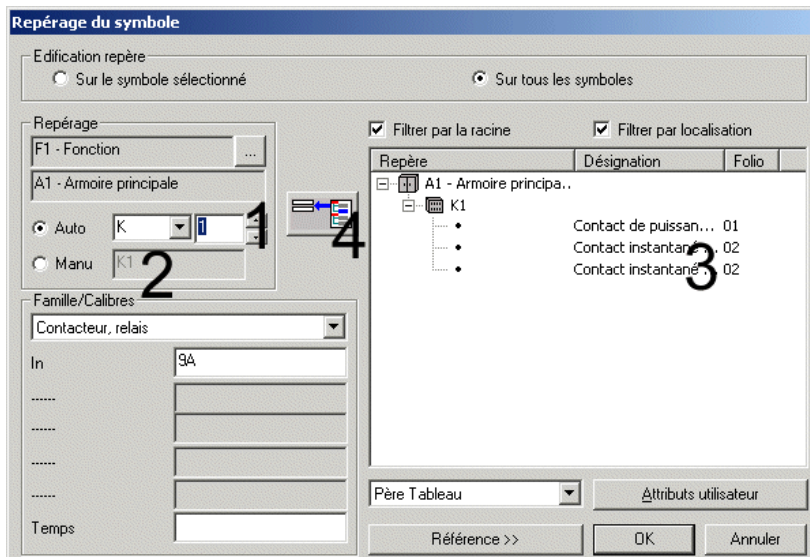 Repérage du symbole
Edification repère
Sur le symbole sélectionné
Sur tous les symboles
Repérage
F1 - Fonction
...
A1 - Armoire principale
Auto
K
1
1
Manu
K1
2
4
Filtrer par la racine
Filtrer par localisation
Repère
Désignation
Folio
A1 - Armoire principa..
K1
Contact de puissan... 01
Contact instantané ... 02
Contact instantané ... 02
3
Famille/Calibres
Contacteur, relais
In
9A
------
------
------
------
Temps
Père Tableau
Attributs utilisateur
Référence >>
OK
Annuler